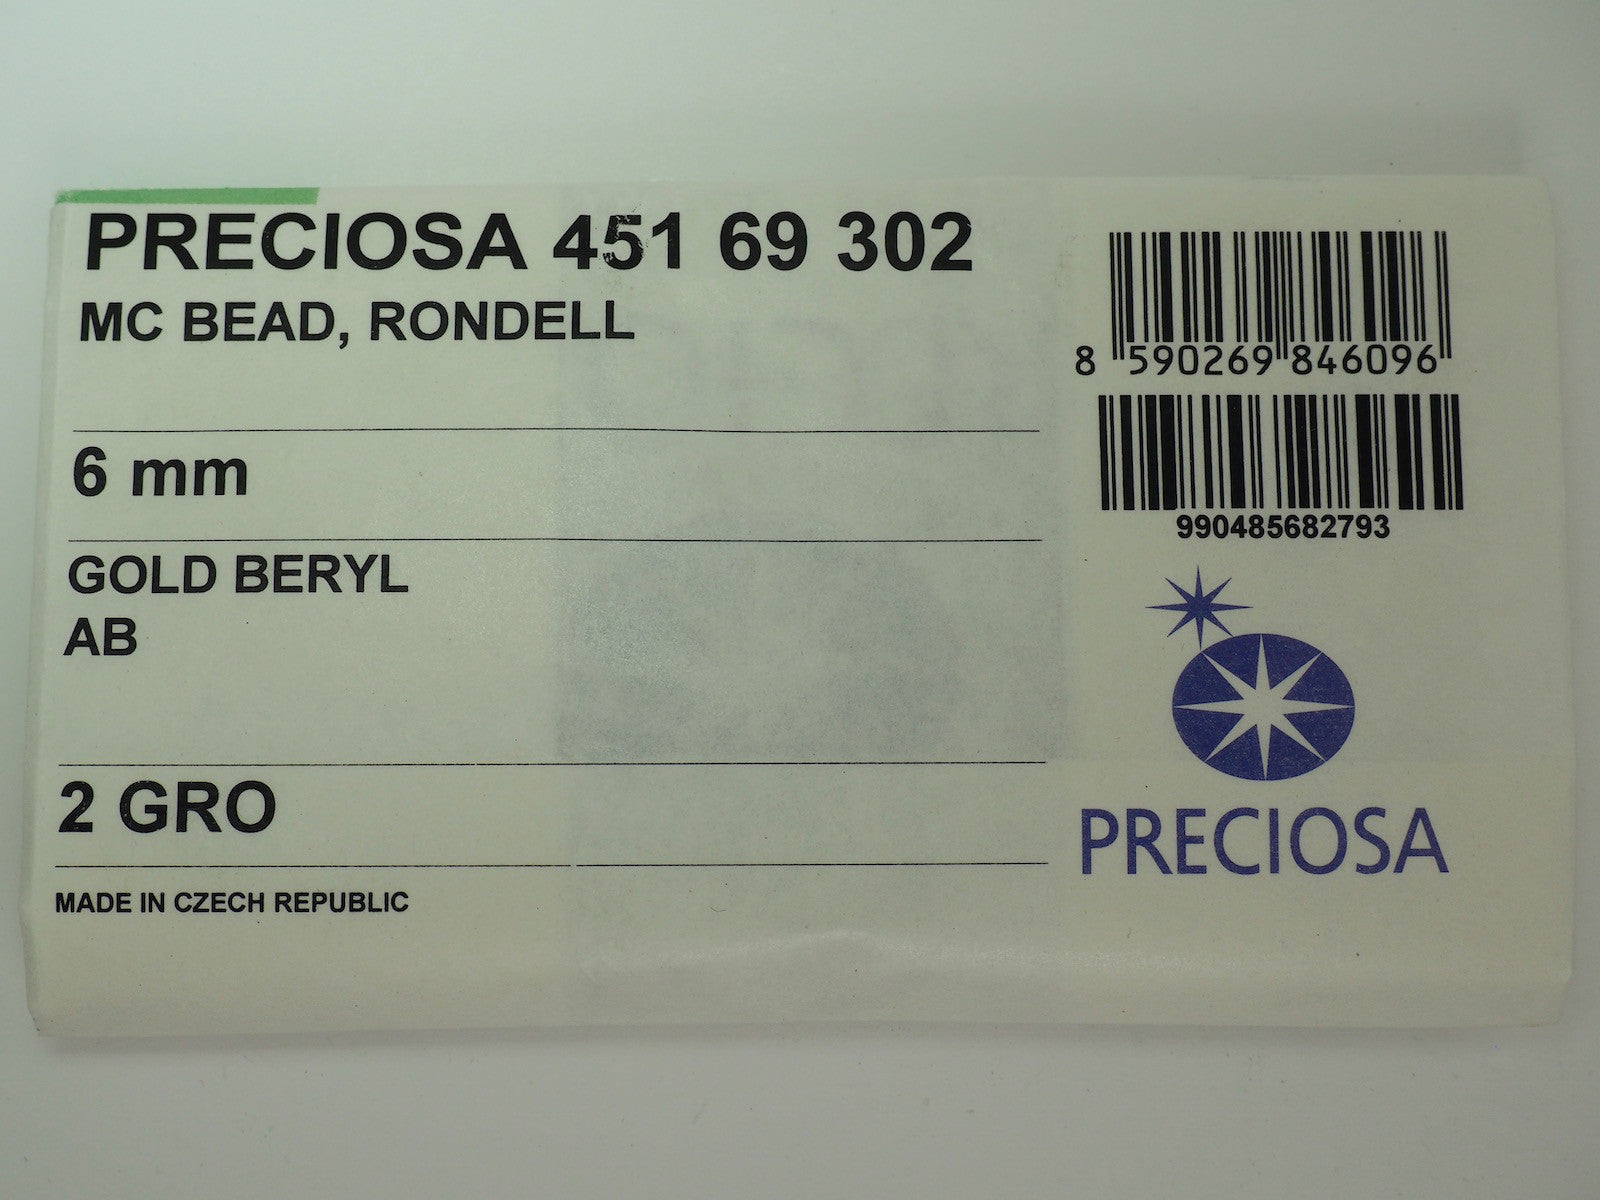 PRECIOSA 451 69 302
MC BEAD, RONDELL
6 mm
GOLD BERYL
AB
2 GRO
MADE IN CZECH REPUBLIC
8 590269 846096
990485682793
PRECIOSA